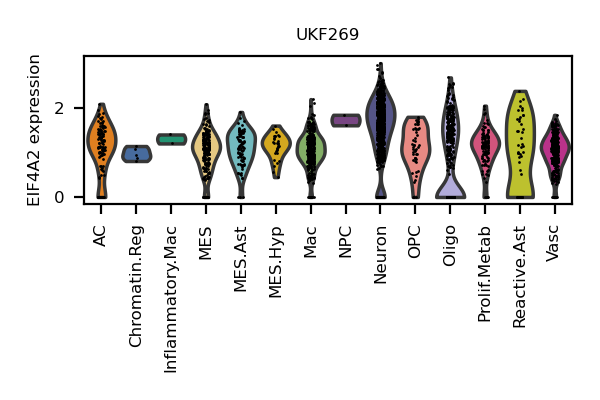 UKF269
EIF4A2 expression
2
0
AC
Chromatin.Reg
Inflammatory.Mac
MES
MES.Ast
MES.Hyp
Mac
NPC
Neuron
OPC
Oligo
Prolif.Metab
Reactive.Ast
Vasc